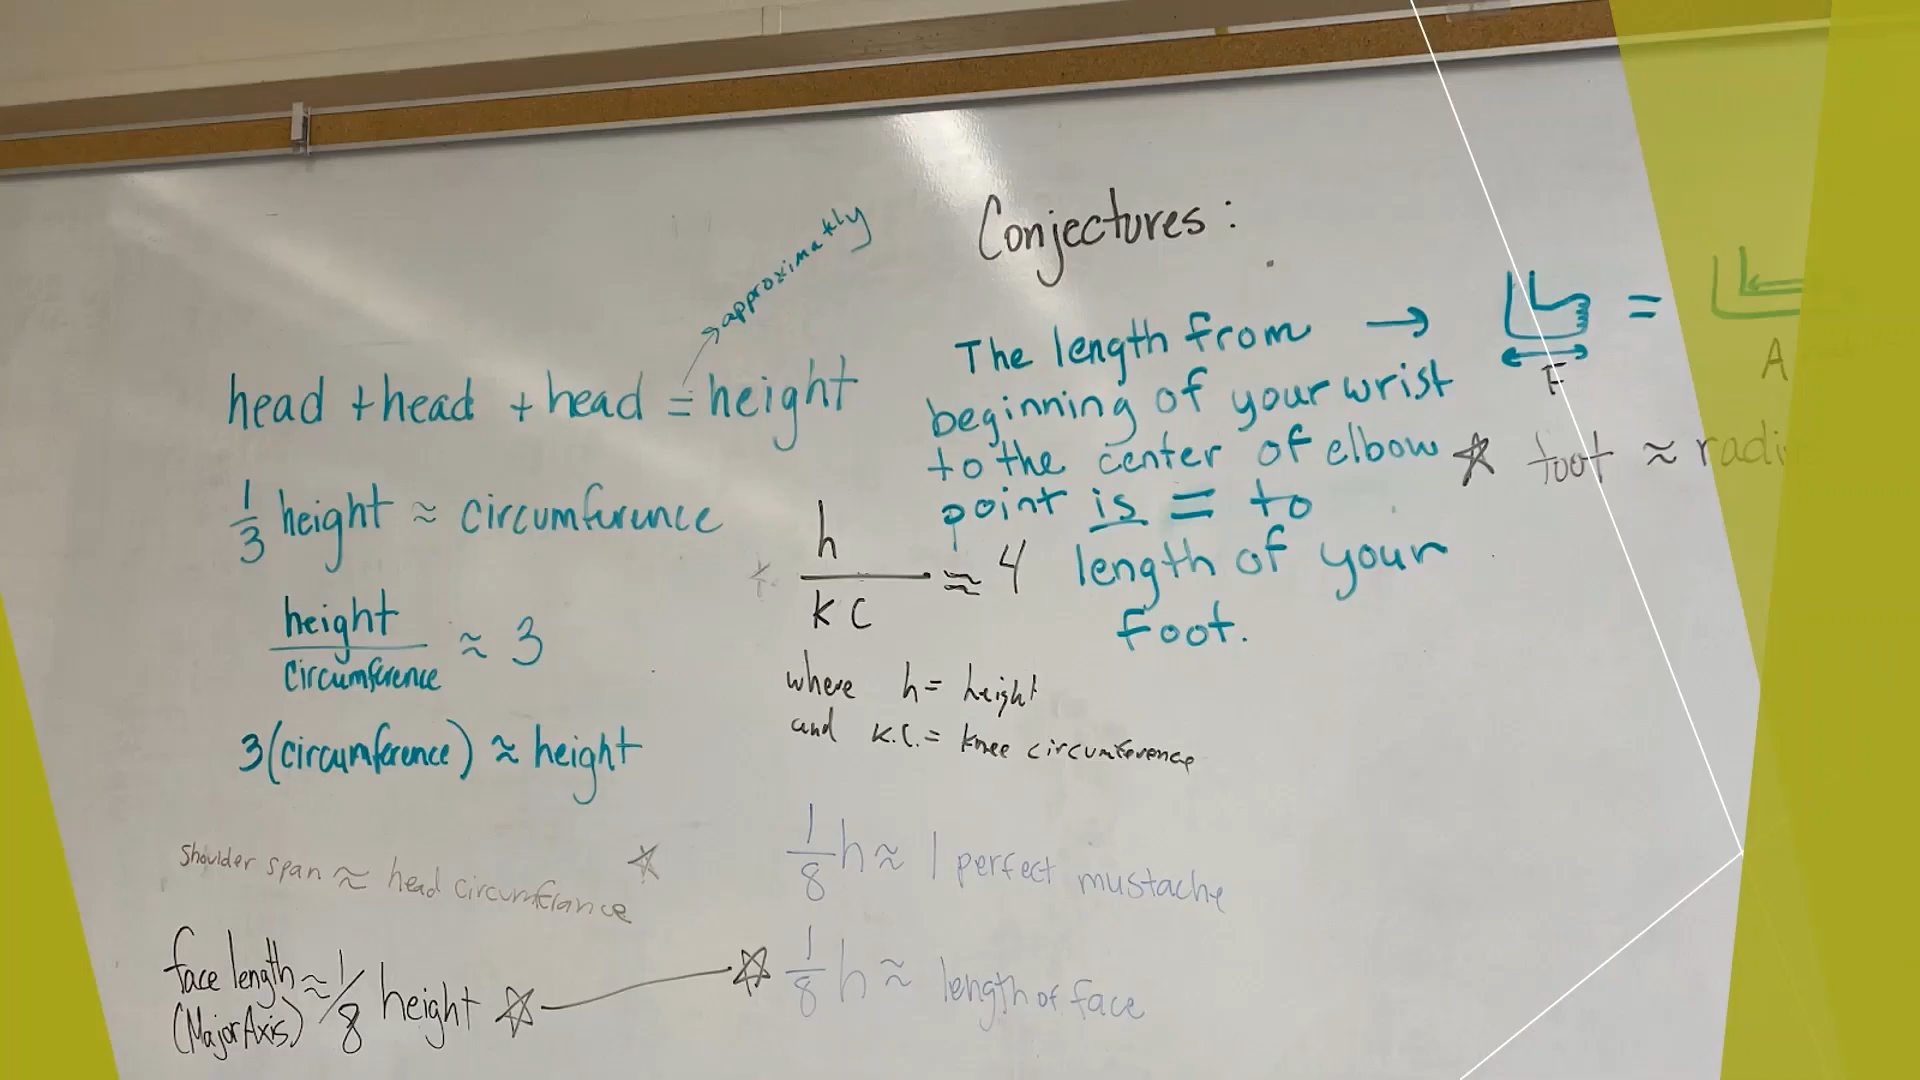 Conjectures:
approximatly
head + head + head = height
1/3 height ≈ circumference
height/circumference ≈ 3
3(circumference) ≈ height
shoulder span ≈ head circumfrance
face length ≈ 1/8 height
(Major Axis)
The length from →
beginning of your wrist
to the center of elbow
point is = to
length of your
foot.
h/KC ≈ 4
where h = height
and K.C. = knee circumference
1/8 h ≈ 1 perfect mustache
1/8 h ≈ length of face
=
F
A
foot ≈